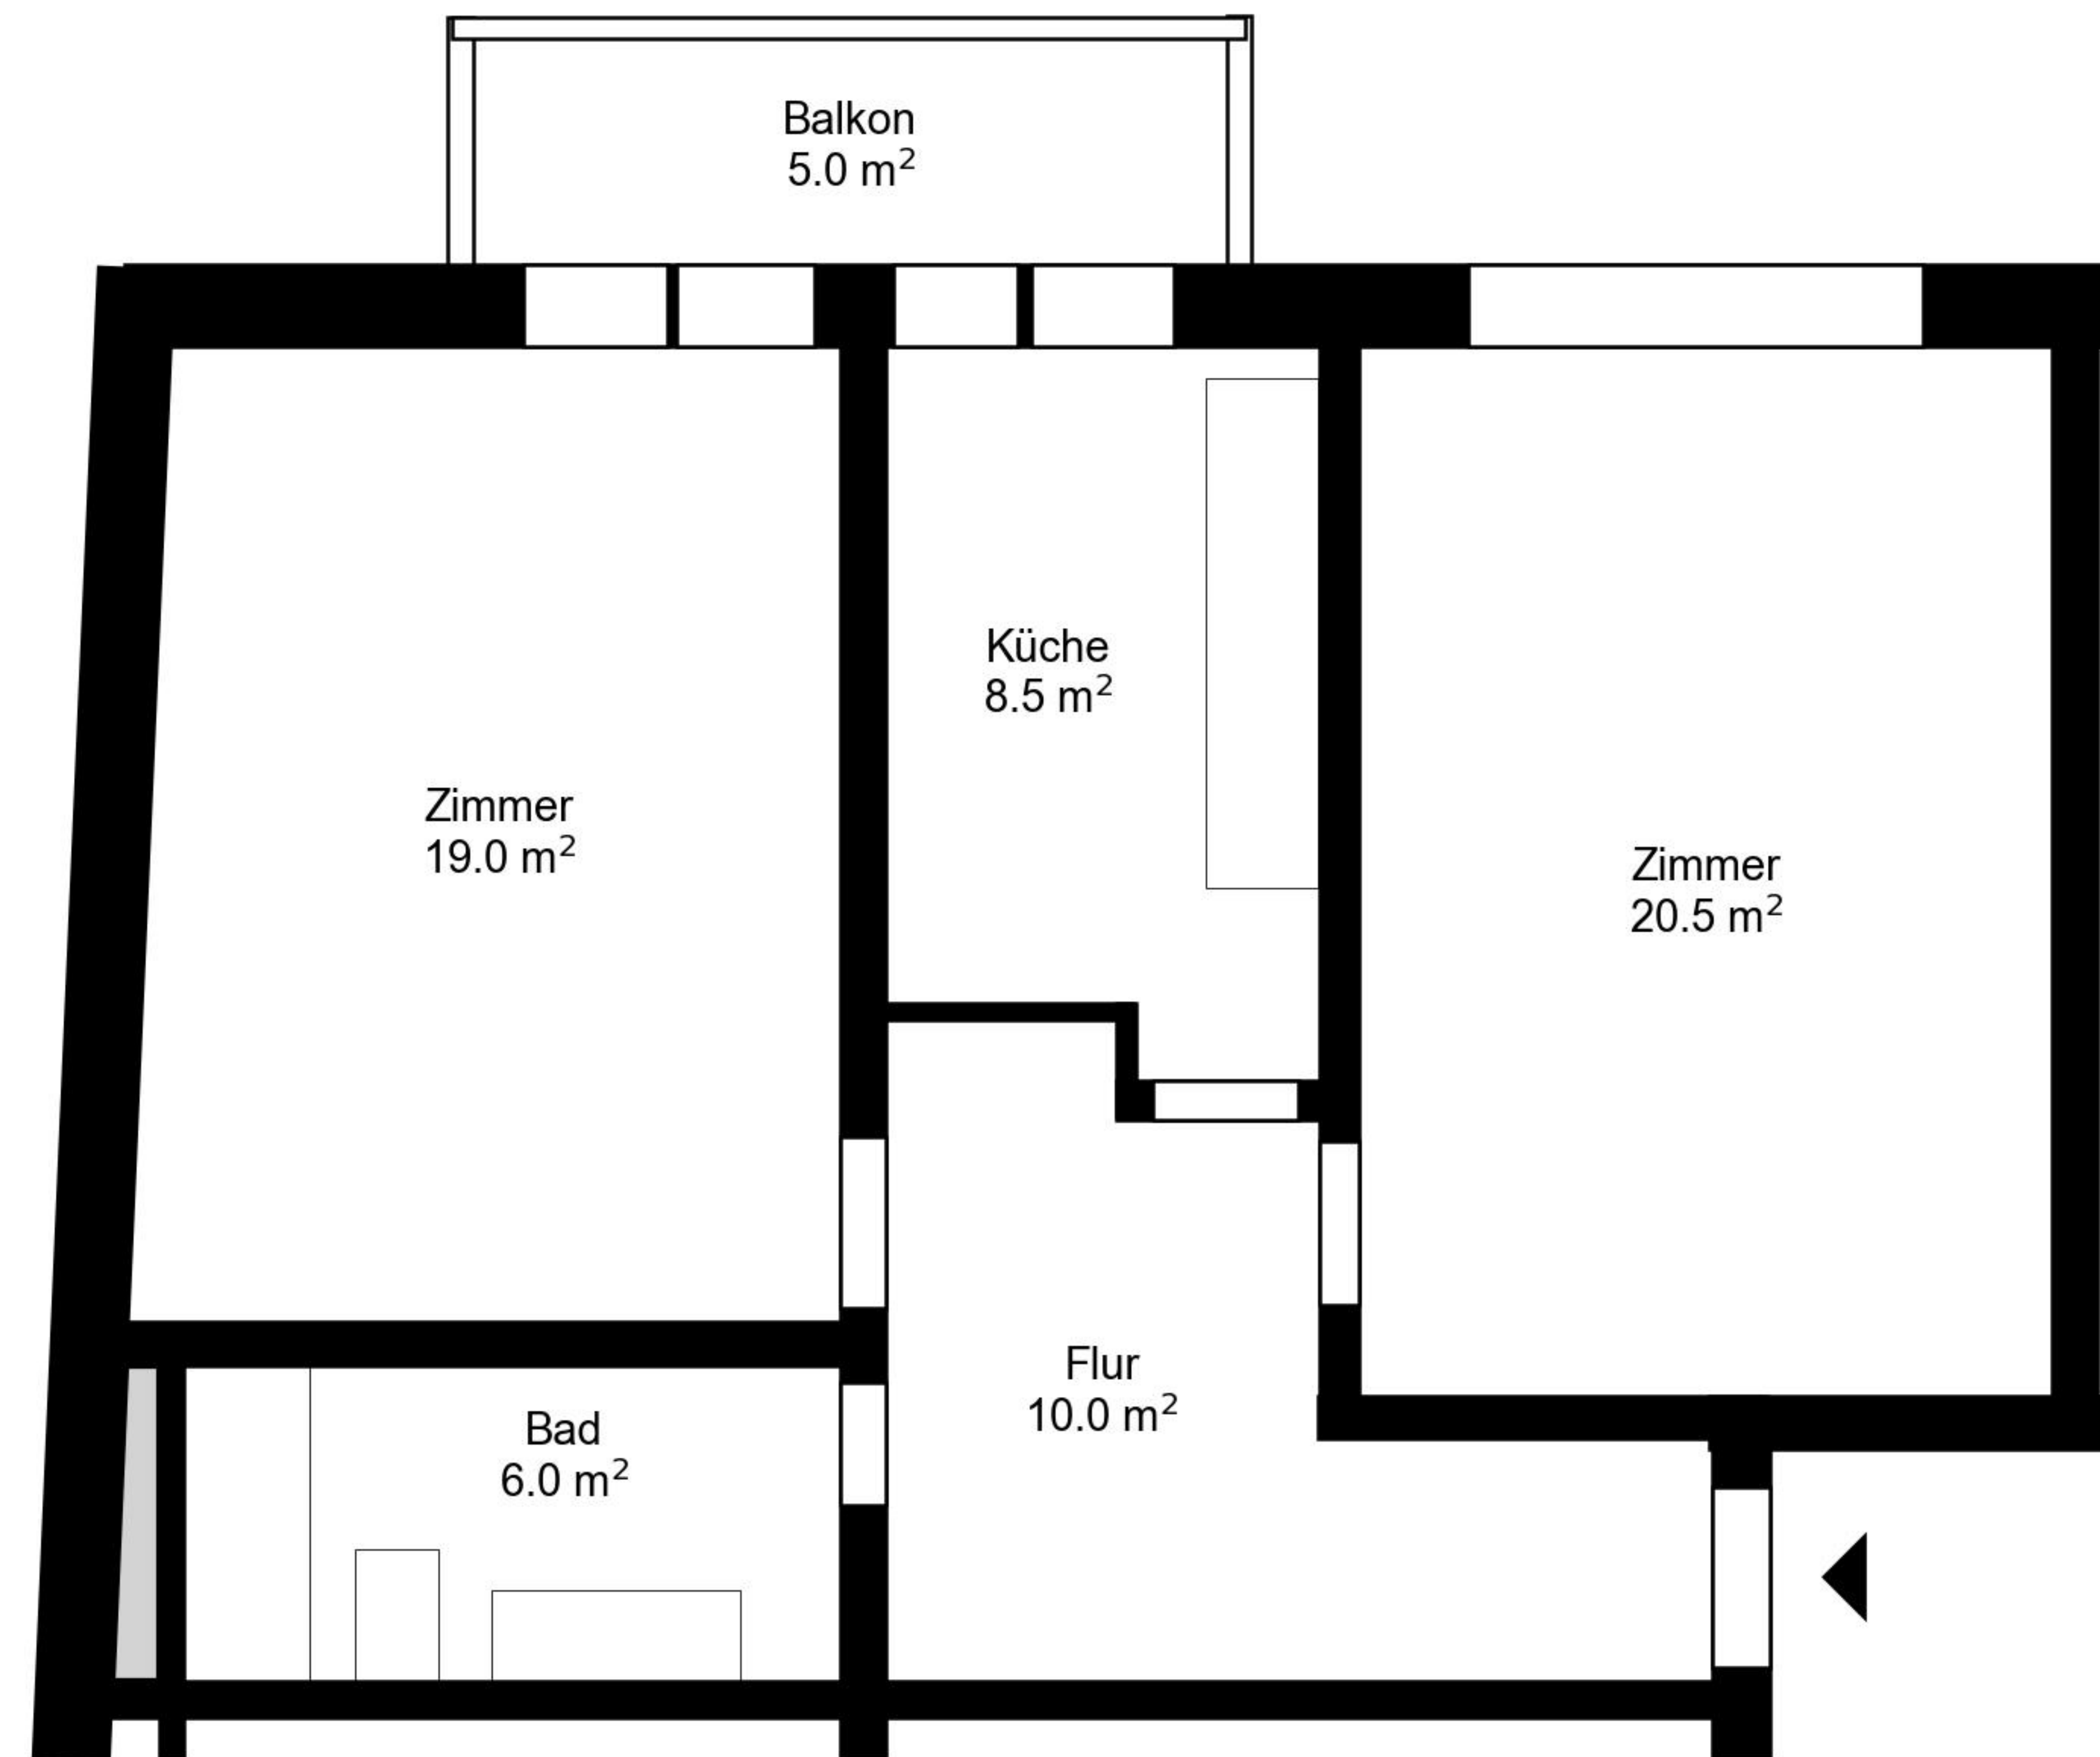 Balkon
5.0 m²
Küche
8.5 m²
Zimmer
19.0 m²
Zimmer
20.5 m²
Flur
10.0 m²
Bad
6.0 m²